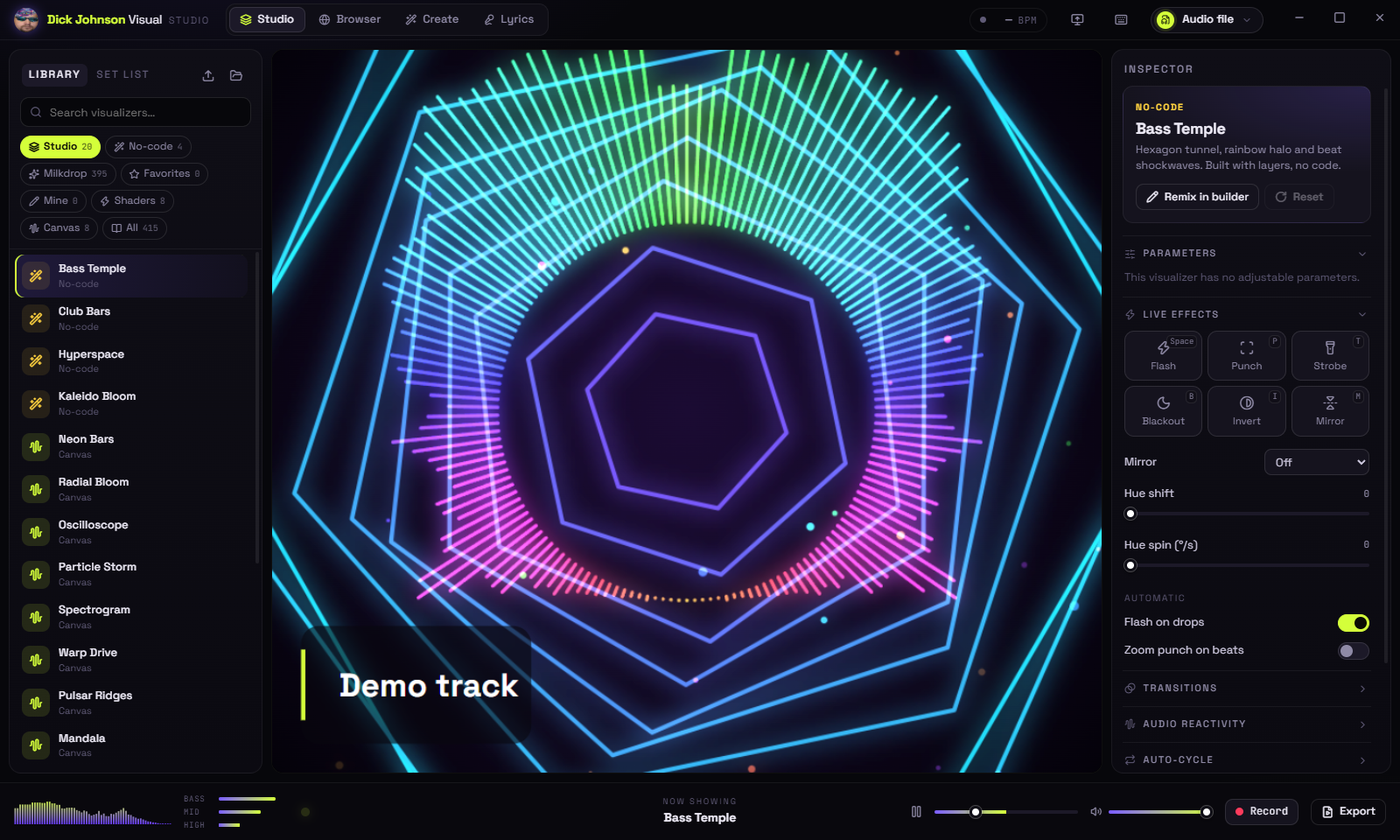 Dick Johnson Visual STUDIO
Studio
Browser
Create
Lyrics
– BPM
Audio file
LIBRARY
SET LIST
Search visualizers...
Studio 20
No-code 4
Milkdrop 395
Favorites 0
Mine 0
Shaders 8
Canvas 8
All 415
Bass Temple
No-code
Club Bars
No-code
Hyperspace
No-code
Kaleido Bloom
No-code
Neon Bars
Canvas
Radial Bloom
Canvas
Oscilloscope
Canvas
Particle Storm
Canvas
Spectrogram
Canvas
Warp Drive
Canvas
Pulsar Ridges
Canvas
Mandala
Canvas
Demo track
INSPECTOR
NO-CODE
Bass Temple
Hexagon tunnel, rainbow halo and beat
shockwaves. Built with layers, no code.
Remix in builder
Reset
PARAMETERS
This visualizer has no adjustable parameters.
LIVE EFFECTS
Space
Flash
P
Punch
T
Strobe
B
Blackout
I
Invert
M
Mirror
Mirror
Off
Hue shift
0
Hue spin (°/s)
0
AUTOMATIC
Flash on drops
Zoom punch on beats
TRANSITIONS
AUDIO REACTIVITY
AUTO-CYCLE
BASS
MID
HIGH
NOW SHOWING
Bass Temple
Record
Export